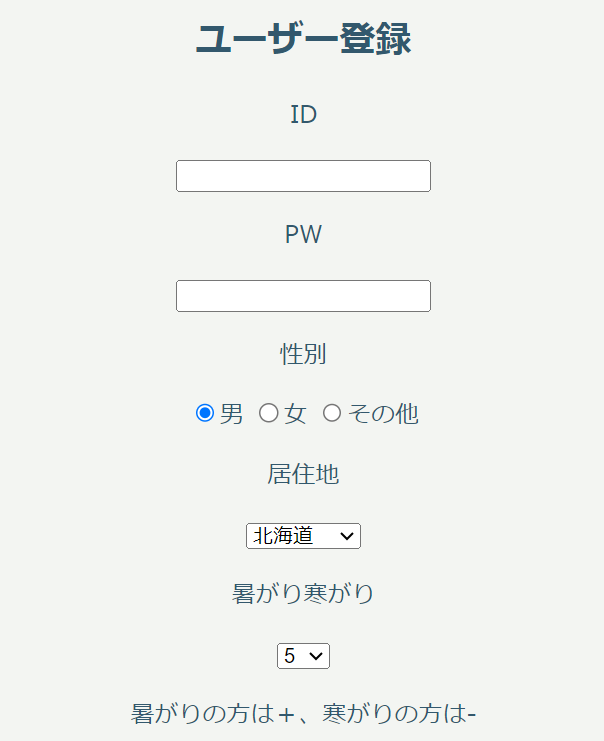 ユーザー登録
ID
PW
性別
男 女 その他
居住地
北海道
暑がり寒がり
5
暑がりの方は＋、寒がりの方は-